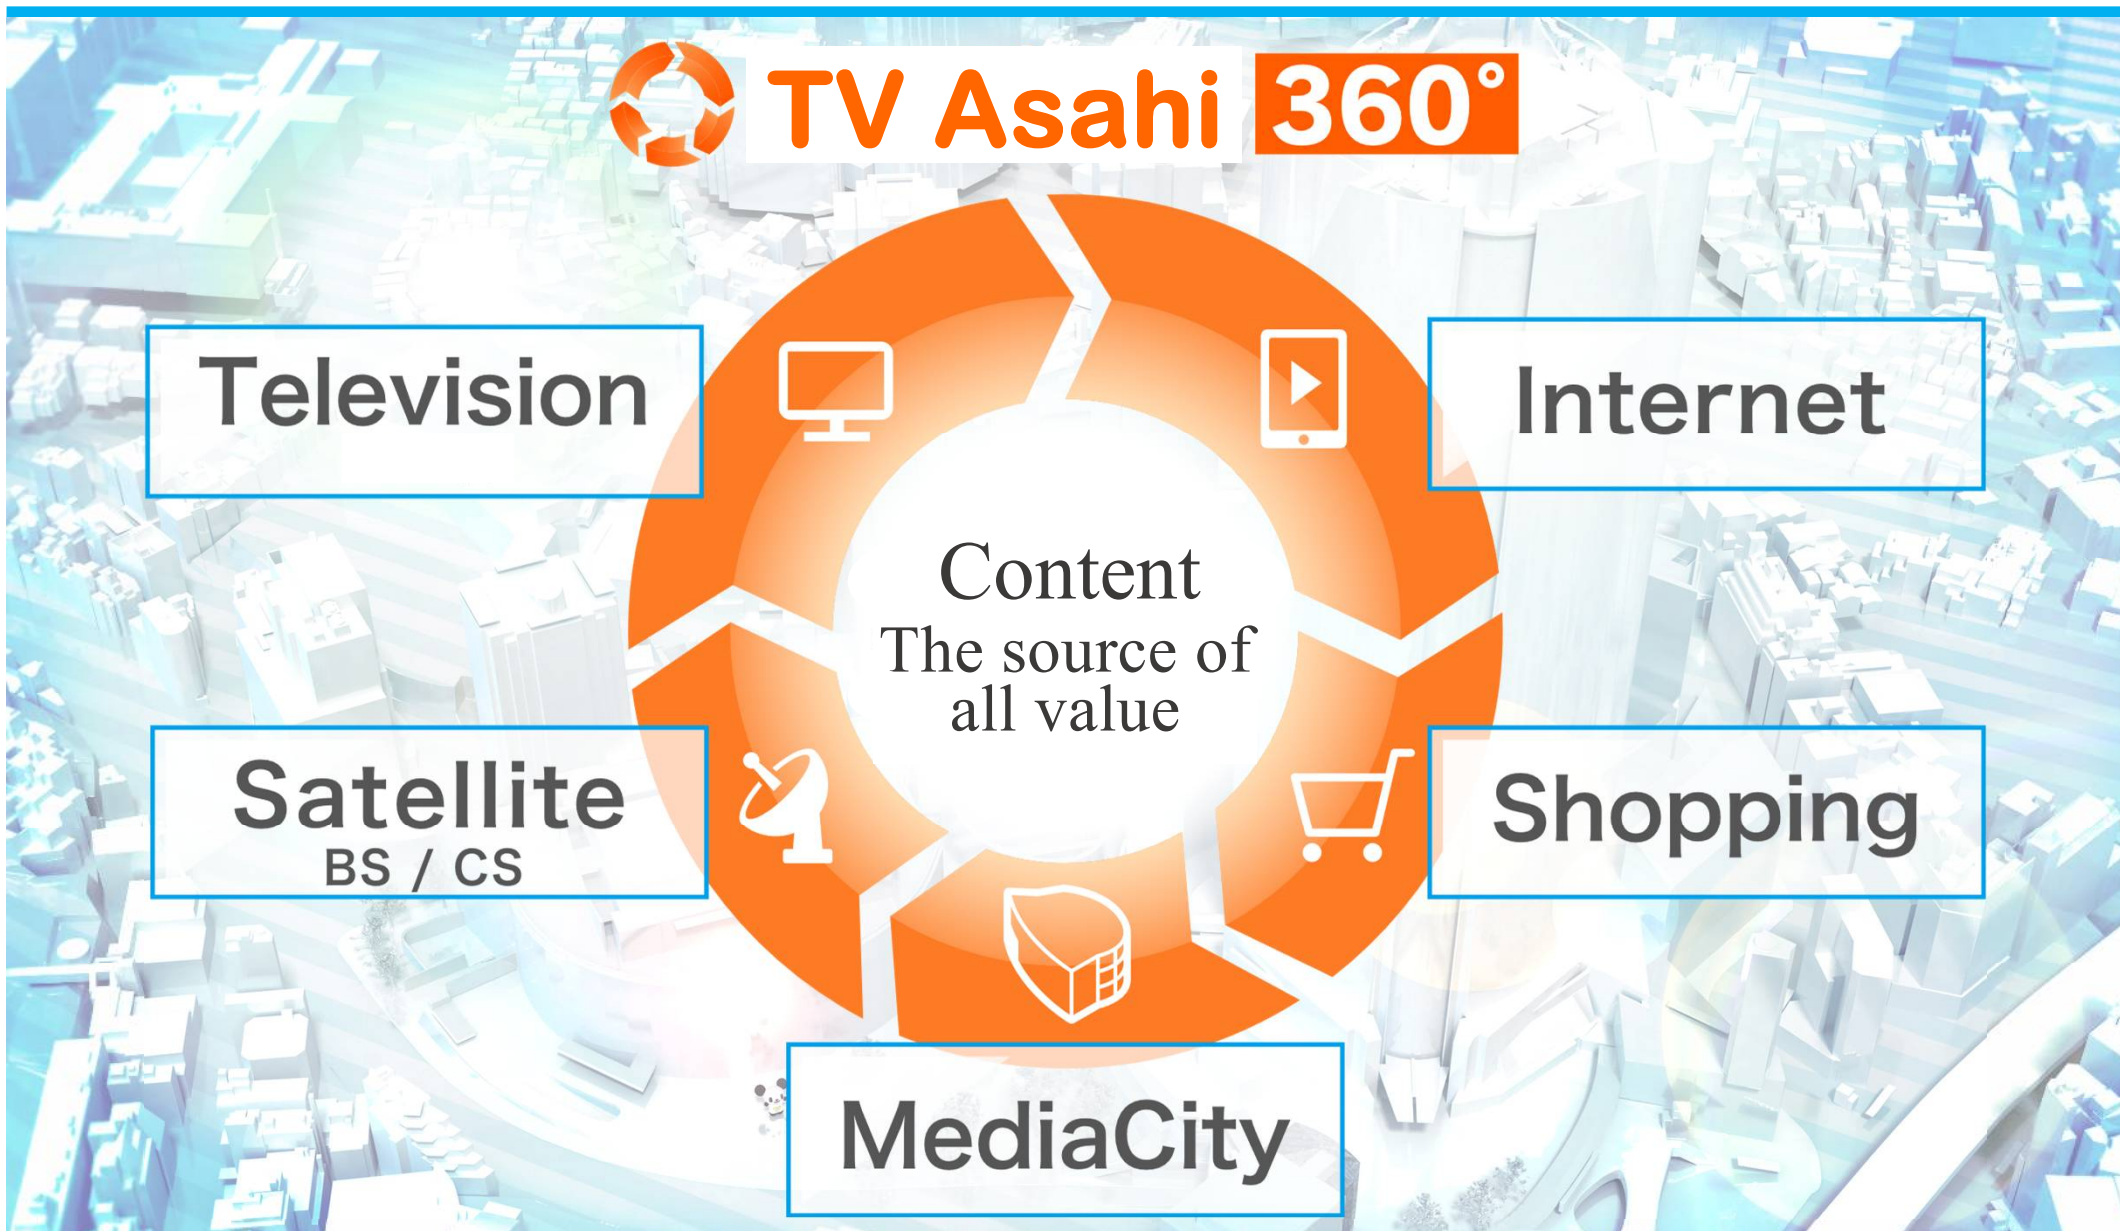 TV Asahi 360°
Television
Internet
Content
The source of
all value
Satellite
BS / CS
Shopping
MediaCity